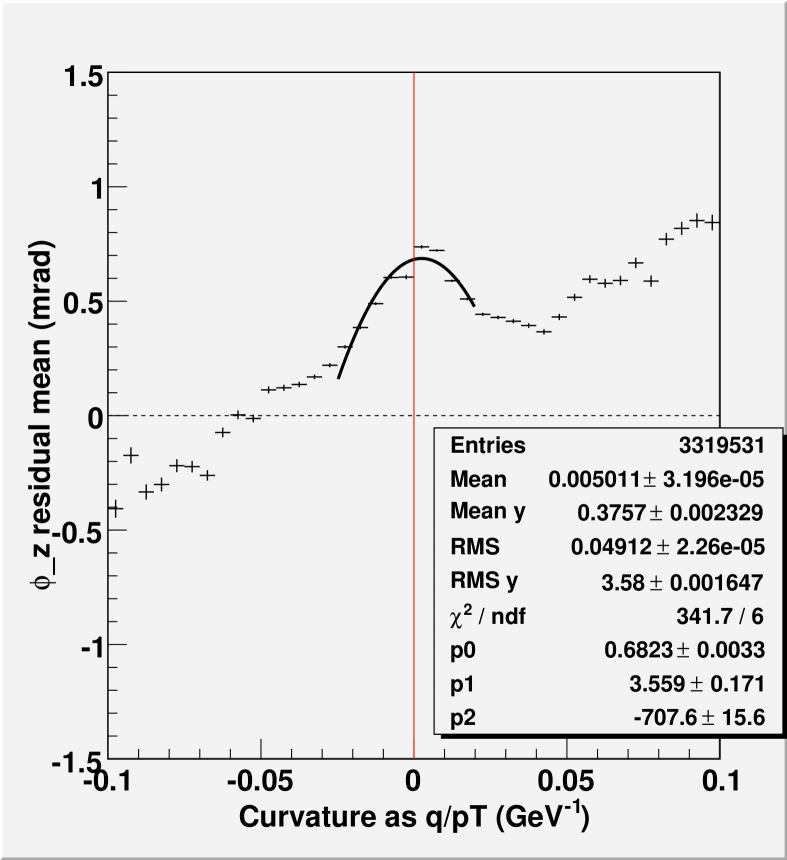 1.5
1
0.5
0
-0.5
-1
-1.5
ϕ_z residual mean (mrad)
Entries 3319531
Mean 0.005011 ± 3.196e-05
Mean y 0.3757 ± 0.002329
RMS 0.04912 ± 2.26e-05
RMS y 3.58 ± 0.001647
χ² / ndf 341.7 / 6
p0 0.6823 ± 0.0033
p1 3.559 ± 0.171
p2 -707.6 ± 15.6
-0.1 -0.05 0 0.05 0.1
Curvature as q/pT (GeV⁻¹)